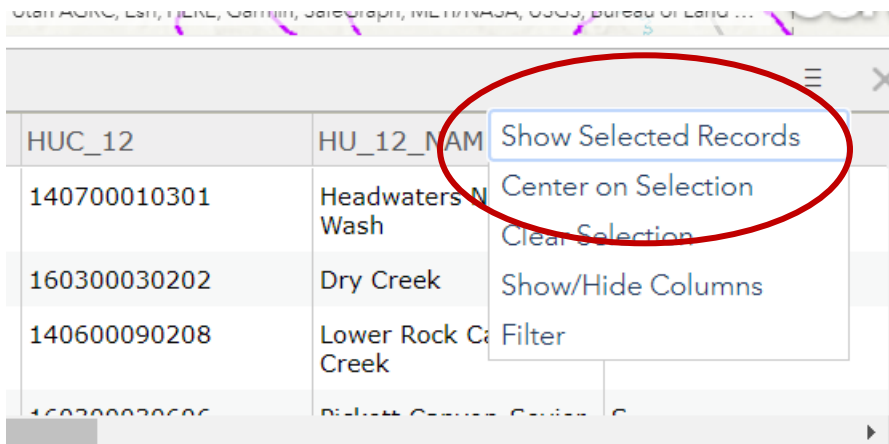 Utah AGRC, Esri, HERE, Garmin, SafeGraph, METI/NASA, USGS, Bureau of Land ...
HUC_12
HU_12_NAM
Show Selected Records
140700010301
Headwaters N
Wash
Center on Selection
Clear Selection
160300030202
Dry Creek
Show/Hide Columns
140600090208
Lower Rock Ca
Creek
Filter